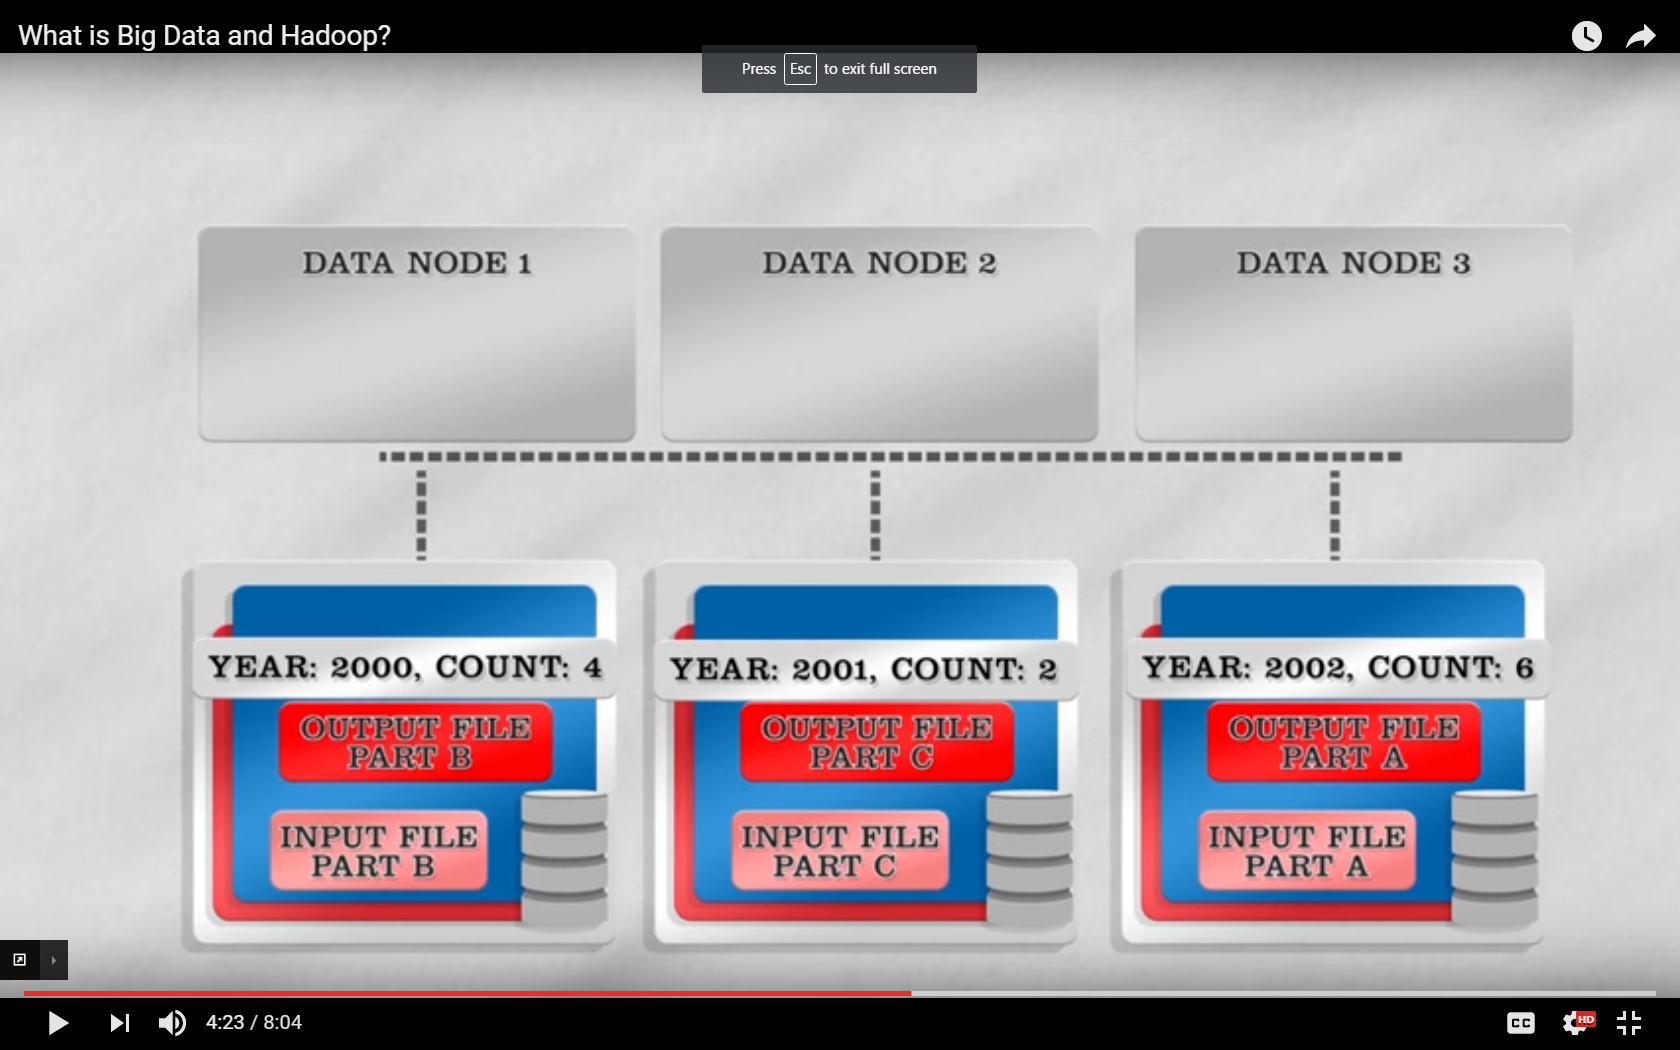 What is Big Data and Hadoop?
Press Esc to exit full screen
DATA NODE 1
DATA NODE 2
DATA NODE 3
YEAR: 2000, COUNT: 4
OUTPUT FILE
PART B
INPUT FILE
PART B
YEAR: 2001, COUNT: 2
OUTPUT FILE
PART C
INPUT FILE
PART C
YEAR: 2002, COUNT: 6
OUTPUT FILE
PART A
INPUT FILE
PART A
4:23 / 8:04
CC
HD